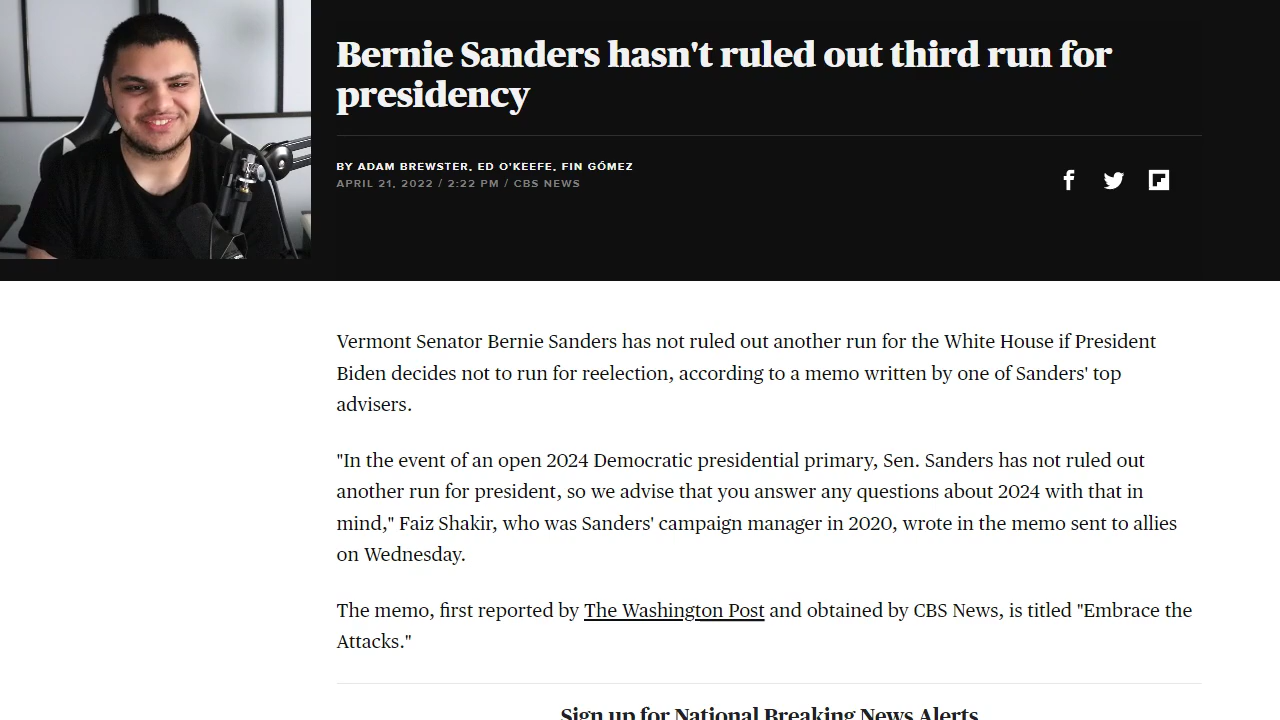 Bernie Sanders hasn't ruled out third run for
presidency
BY ADAM BREWSTER, ED O'KEEFE, FIN GÓMEZ
APRIL 21, 2022 / 2:22 PM / CBS NEWS
Vermont Senator Bernie Sanders has not ruled out another run for the White House if President
Biden decides not to run for reelection, according to a memo written by one of Sanders' top
advisers.
"In the event of an open 2024 Democratic presidential primary, Sen. Sanders has not ruled out
another run for president, so we advise that you answer any questions about 2024 with that in
mind," Faiz Shakir, who was Sanders' campaign manager in 2020, wrote in the memo sent to allies
on Wednesday.
The memo, first reported by The Washington Post and obtained by CBS News, is titled "Embrace the
Attacks."
Sign up for National Breaking News Alerts